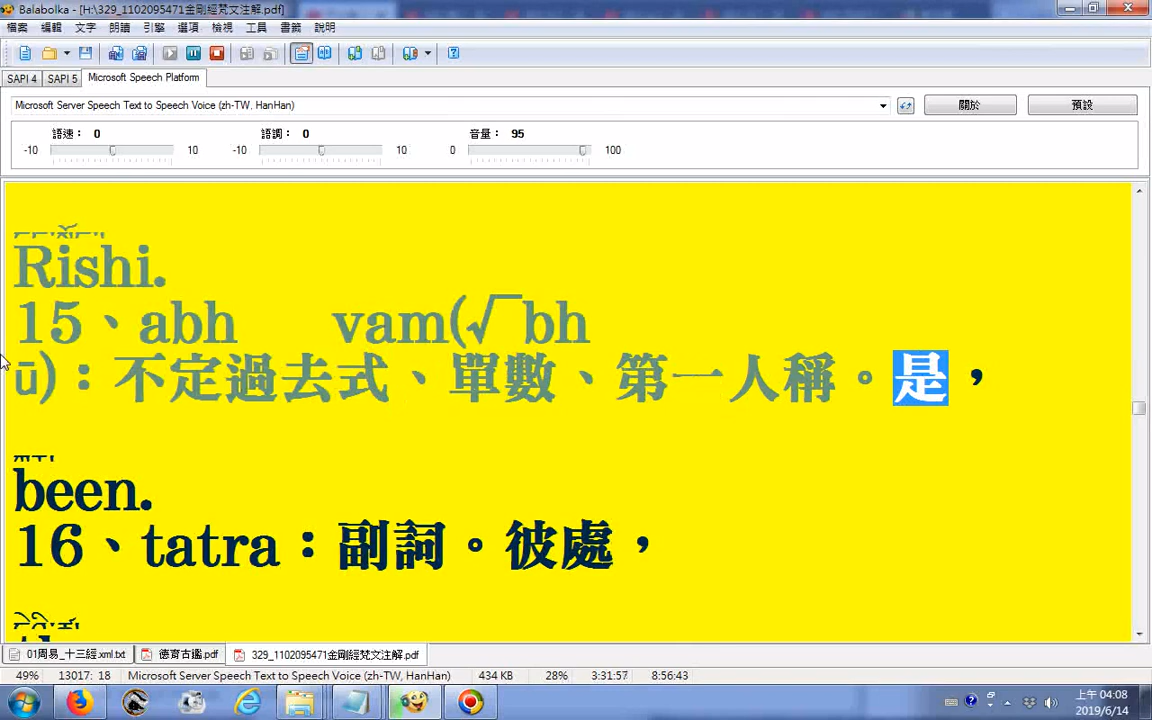 Balabolka - [H:\329_1102095471金剛經梵文注解.pdf]
檔案 編輯 文字 朗讀 引擎 選項 檢視 工具 書籤 說明
SAPI 4 SAPI 5 Microsoft Speech Platform
Microsoft Server Speech Text to Speech Voice (zh-TW, HanHan)
關於 預設
語速： 0 語調： 0 音量： 95
-10 10 -10 10 0 100
Rishi.
15、abh vam(√bh
ū)：不定過去式、單數、第一人稱。是，
been.
16、tatra：副詞。彼處，
01周易_十三經.xml.txt 德育古鑑.pdf 329_1102095471金剛經梵文注解.pdf
49% 13017: 18 Microsoft Server Speech Text to Speech Voice (zh-TW, HanHan) 434 KB 28% 3:31:57 8:56:43
上午 04:08
2019/6/14